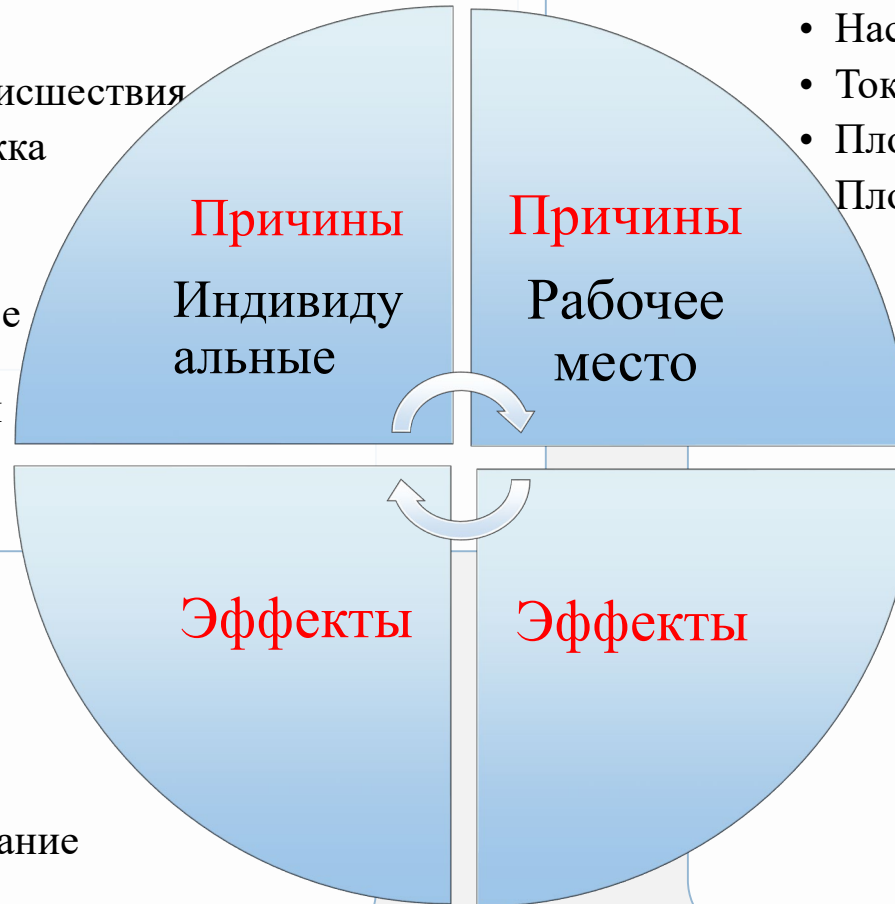 • Нас
исшествия
• Ток
• Пло
жка
Пло
Причины
Индивиду
альные
Причины
Рабочее
место
е
Эффекты
Эффекты
ание